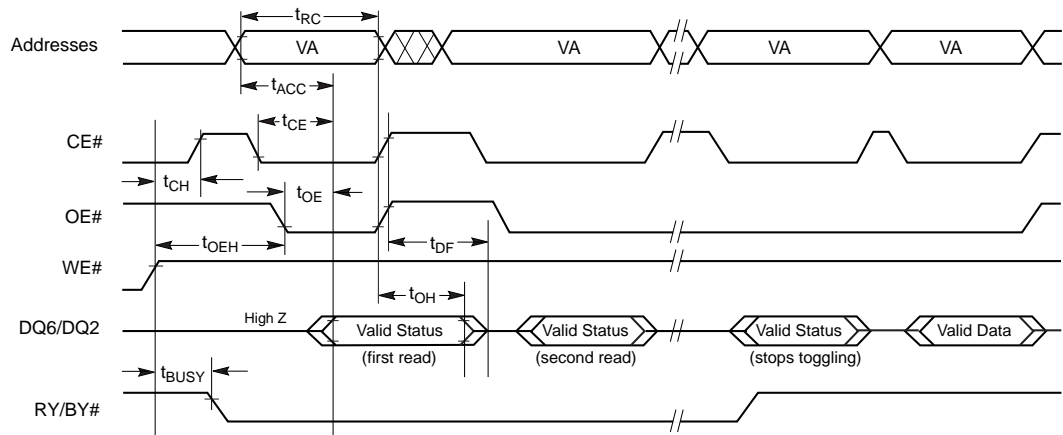 tRC
Addresses VA VA VA VA
tACC
tCE
CE#
tCH tOE
OE#
tOEH tDF
WE#
tOH
High Z
DQ6/DQ2 Valid Status Valid Status Valid Status Valid Data
(first read) (second read) (stops toggling)
tBUSY
RY/BY#